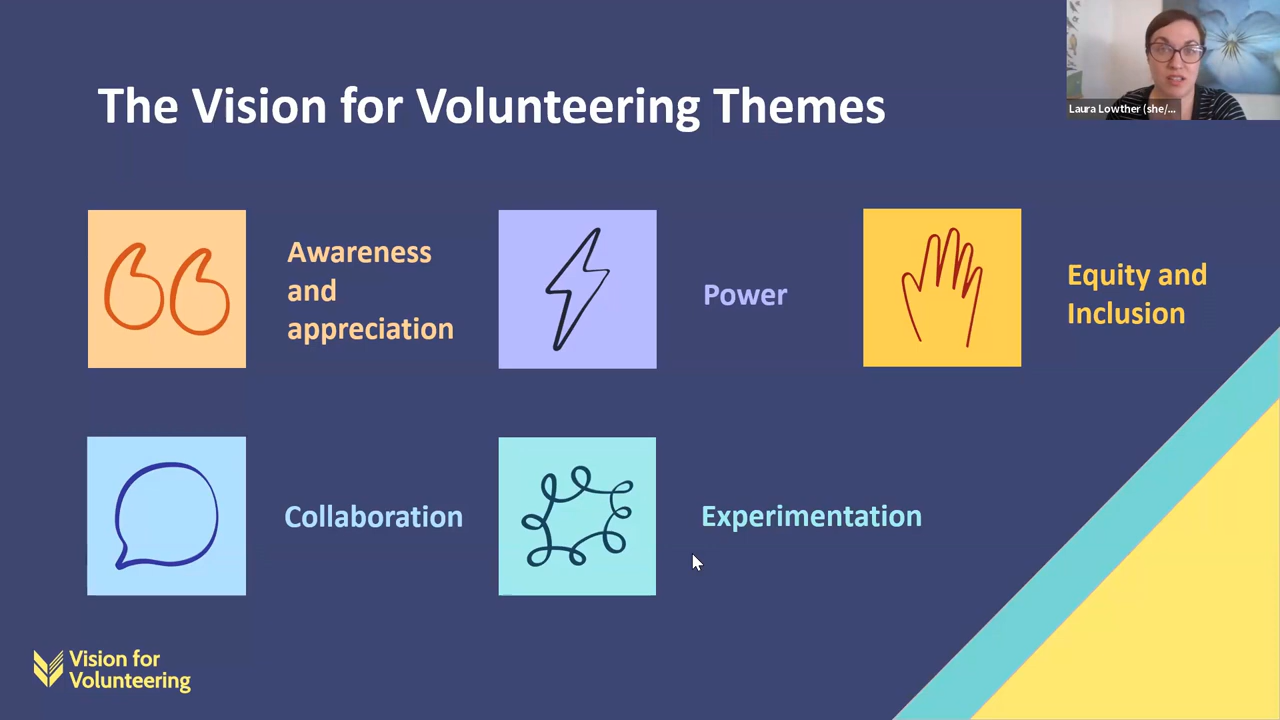 The Vision for Volunteering Themes
Laura Lowther (she/...
Awareness
and
appreciation
Power
Equity and
Inclusion
Collaboration
Experimentation
Vision for
Volunteering